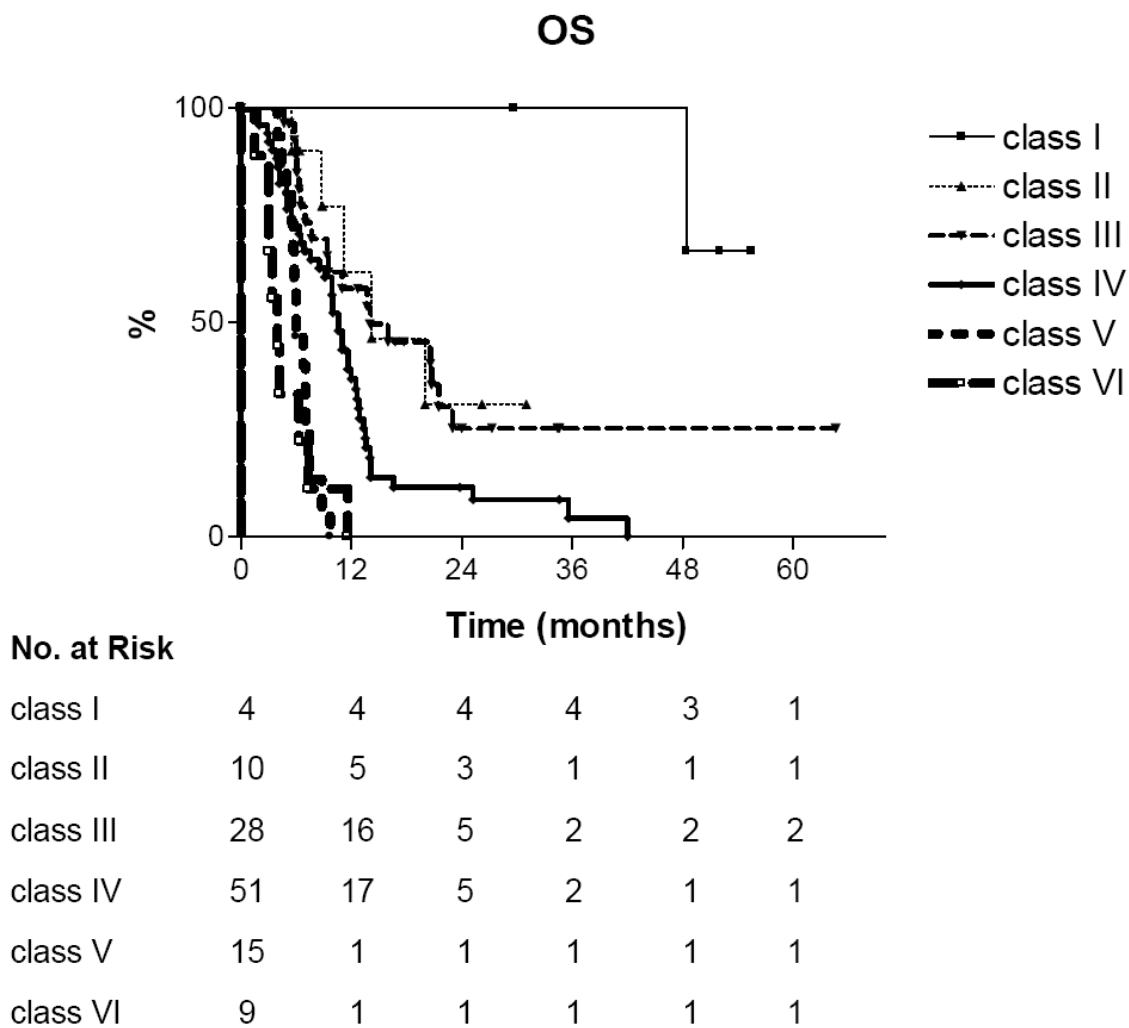 OS
100
50
0
%
0 12 24 36 48 60
Time (months)
class I
class II
class III
class IV
class V
class VI
No. at Risk
class I 4 4 4 4 3 1
class II 10 5 3 1 1 1
class III 28 16 5 2 2 2
class IV 51 17 5 2 1 1
class V 15 1 1 1 1 1
class VI 9 1 1 1 1 1